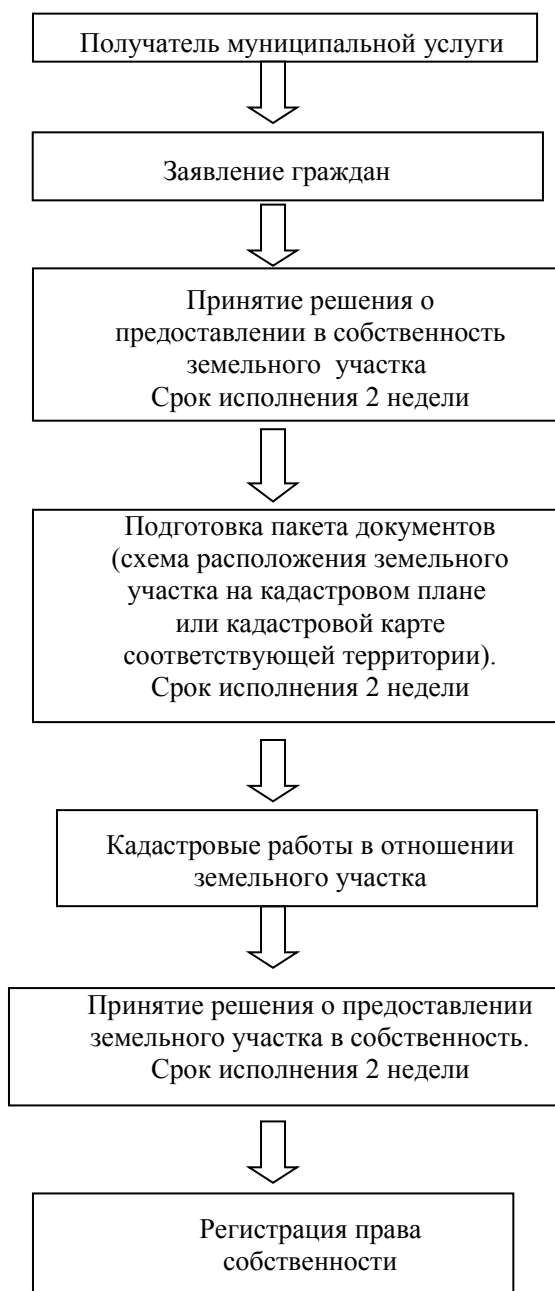 Получатель муниципальной услуги
Заявление граждан
Принятие решения о
предоставлении в собственность
земельного участка
Срок исполнения 2 недели
Подготовка пакета документов
(схема расположения земельного
участка на кадастровом плане
или кадастровой карте
соответствующей территории).
Срок исполнения 2 недели
Кадастровые работы в отношении
земельного участка
Принятие решения о предоставлении
земельного участка в собственность.
Срок исполнения 2 недели
Регистрация права
собственности